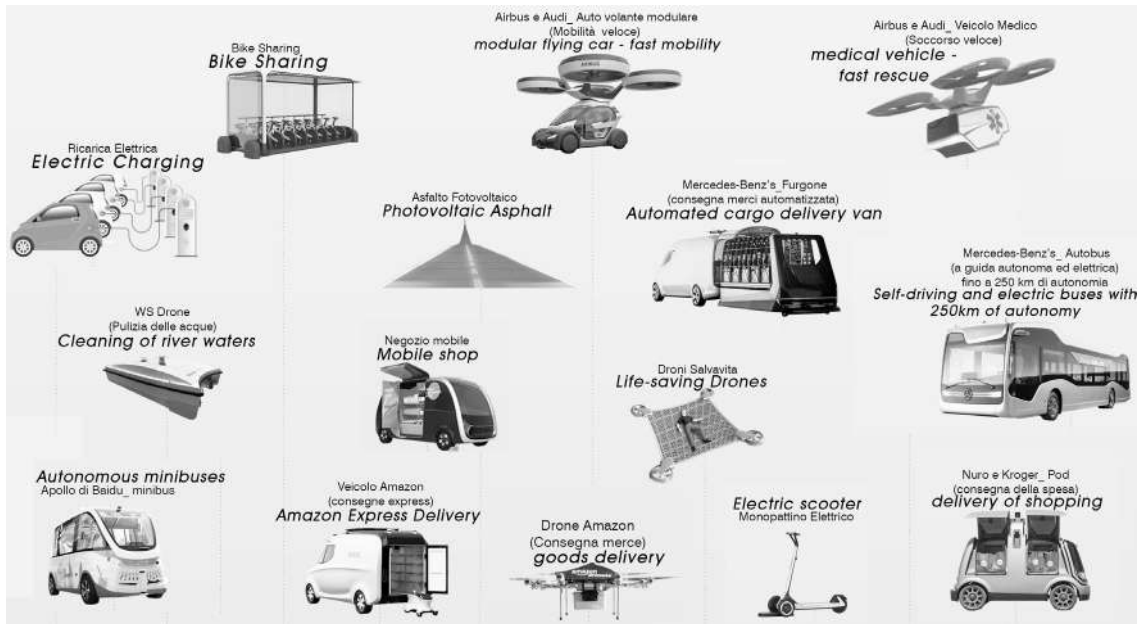 Bike Sharing
Bike Sharing
Airbus e Audi_ Auto volante modulare
(Mobilità veloce)
modular flying car - fast mobility
AIRBUS
Airbus e Audi_ Veicolo Medico
(Soccorso veloce)
medical vehicle -
fast rescue
Ricarica Elettrica
Electric Charging
Asfalto Fotovoltaico
Photovoltaic Asphalt
Mercedes-Benz's_Furgone
(consegna merci automatizzata)
Automated cargo delivery van
Mercedes-Benz's_ Autobus
(a guida autonoma ed elettrica)
fino a 250 km di autonomia
Self-driving and electric buses with
250km of autonomy
WS Drone
(Pulizia delle acque)
Cleaning of river waters
Negozio mobile
Mobile shop
Droni Salvavita
Life-saving Drones
Autonomous minibuses
Apollo di Baidu_ minibus
Veicolo Amazon
(consegne express)
Amazon Express Delivery
Drone Amazon
(Consegna merce)
goods delivery
amazon
Electric scooter
Monopattino Elettrico
Nuro e Kroger_ Pod
(consegna della spesa)
delivery of shopping